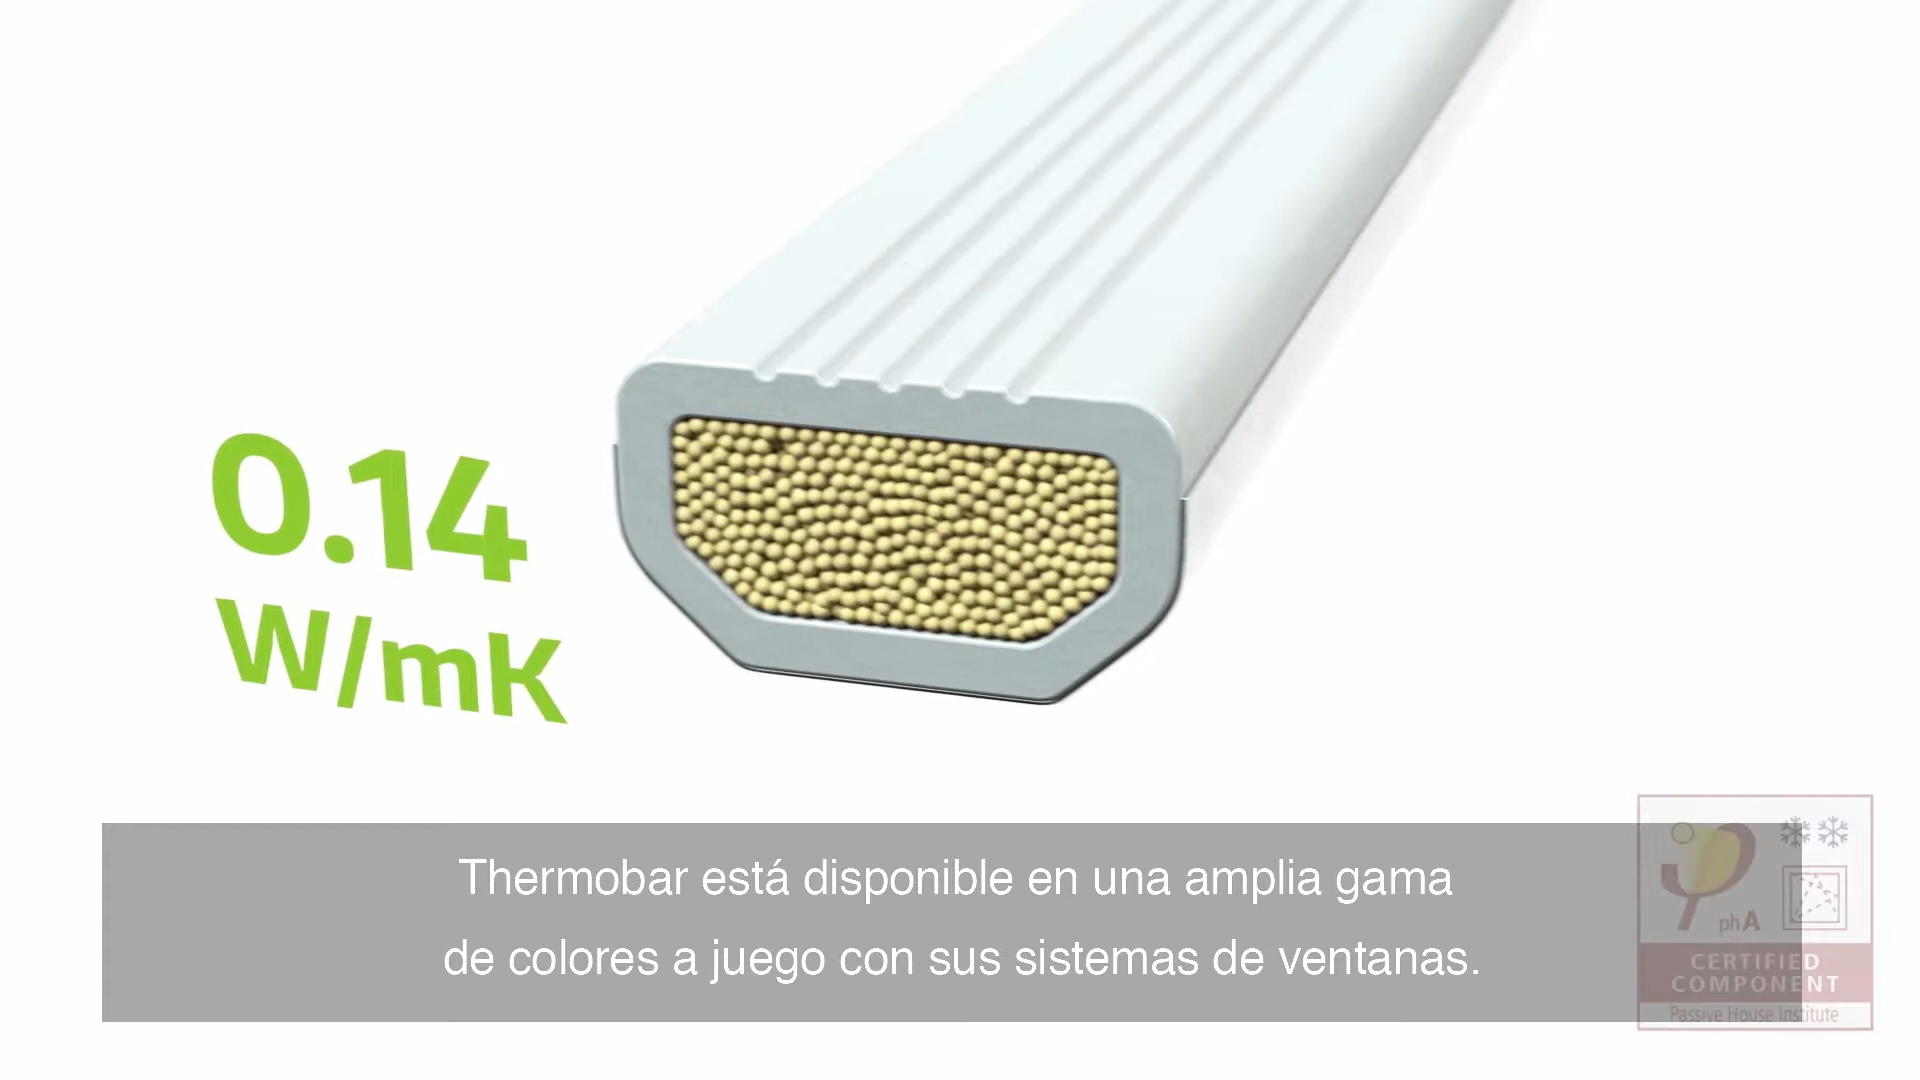 0.14
W/mK
Thermobar está disponible en una amplia gama
de colores a juego con sus sistemas de ventanas.
phA
CERTIFIED
COMPONENT
Passive House Institute